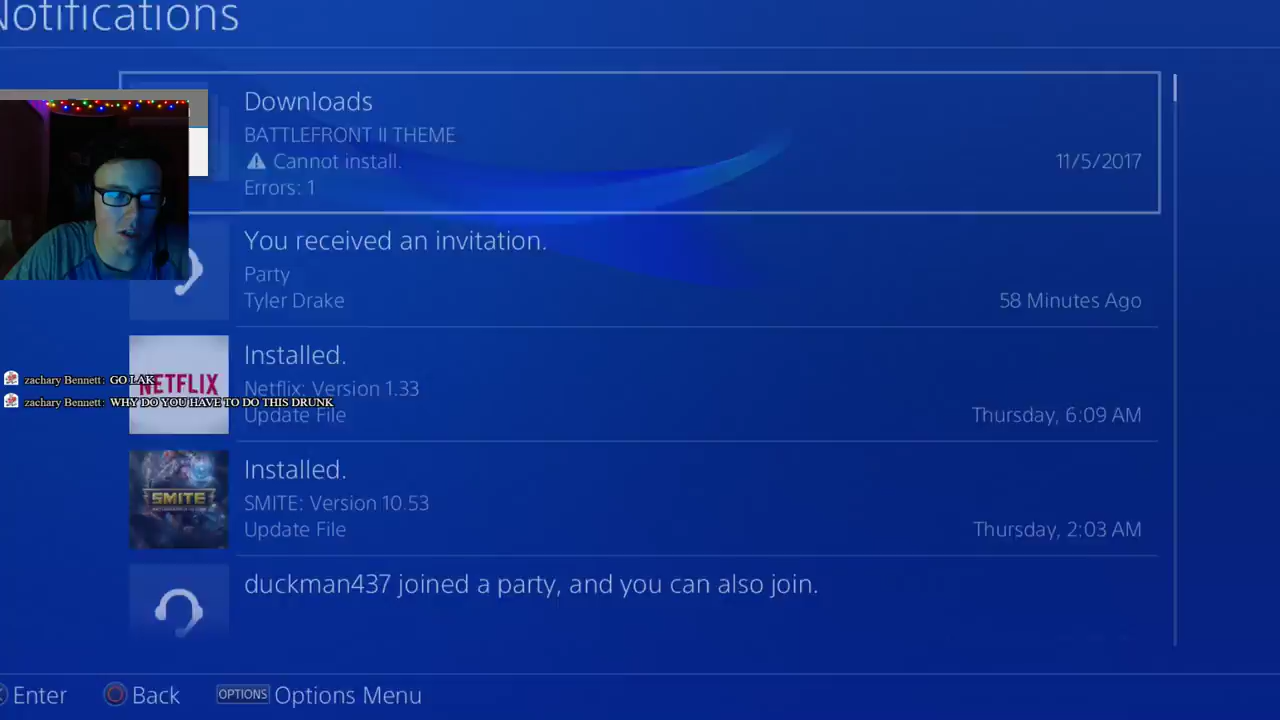 Notifications
Downloads
BATTLEFRONT II THEME
Cannot install.
11/5/2017
Errors: 1
You received an invitation.
Party
Tyler Drake
58 Minutes Ago
NETFLIX
Installed.
Netflix: Version 1.33
Update File
Thursday, 6:09 AM
zachary Bennett: GO LAK
zachary Bennett: WHY DO YOU HAVE TO DO THIS DRUNK
SMITE
Installed.
SMITE: Version 10.53
Update File
Thursday, 2:03 AM
duckman437 joined a party, and you can also join.
Enter
Back
OPTIONS Options Menu